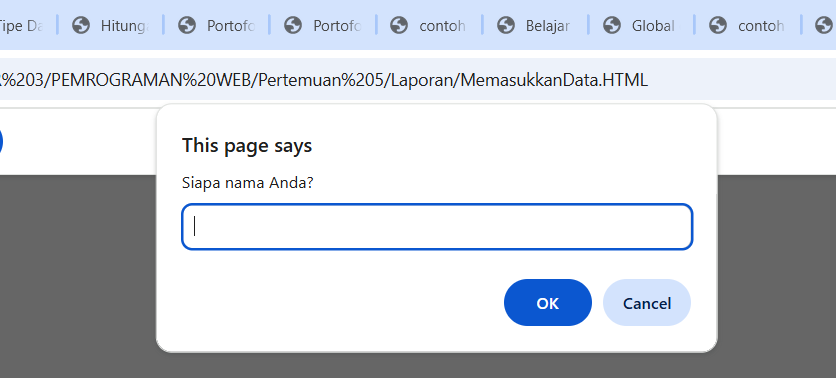 Tipe Da Hitung Portofo Portofo contoh Belajar Global contoh
R%203/PEMROGRAMAN%20WEB/Pertemuan%205/Laporan/MemasukkanData.HTML
This page says
Siapa nama Anda?
OK Cancel